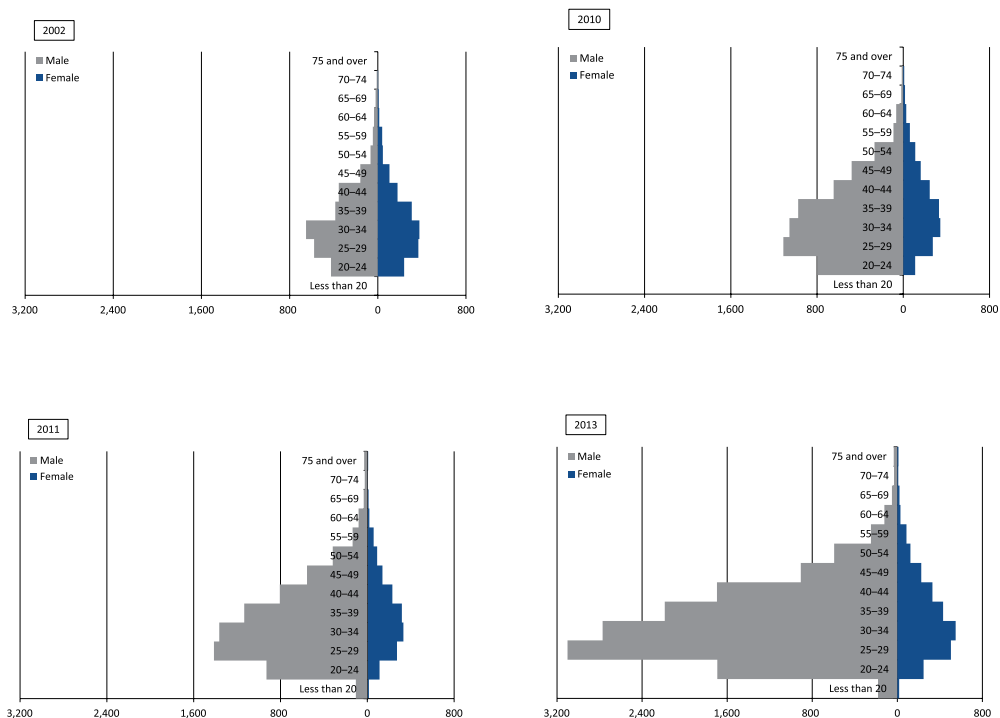 2002
Male
Female
75 and over
70–74
65–69
60–64
55–59
50–54
45–49
40–44
35–39
30–34
25–29
20–24
Less than 20
3,200 2,400 1,600 800 0 800
2010
Male
Female
75 and over
70–74
65–69
60–64
55–59
50–54
45–49
40–44
35–39
30–34
25–29
20–24
Less than 20
3,200 2,400 1,600 800 0 800
2011
Male
Female
75 and over
70–74
65–69
60–64
55–59
50–54
45–49
40–44
35–39
30–34
25–29
20–24
Less than 20
3,200 2,400 1,600 800 0 800
2013
Male
Female
75 and over
70–74
65–69
60–64
55–59
50–54
45–49
40–44
35–39
30–34
25–29
20–24
Less than 20
3,200 2,400 1,600 800 0 800